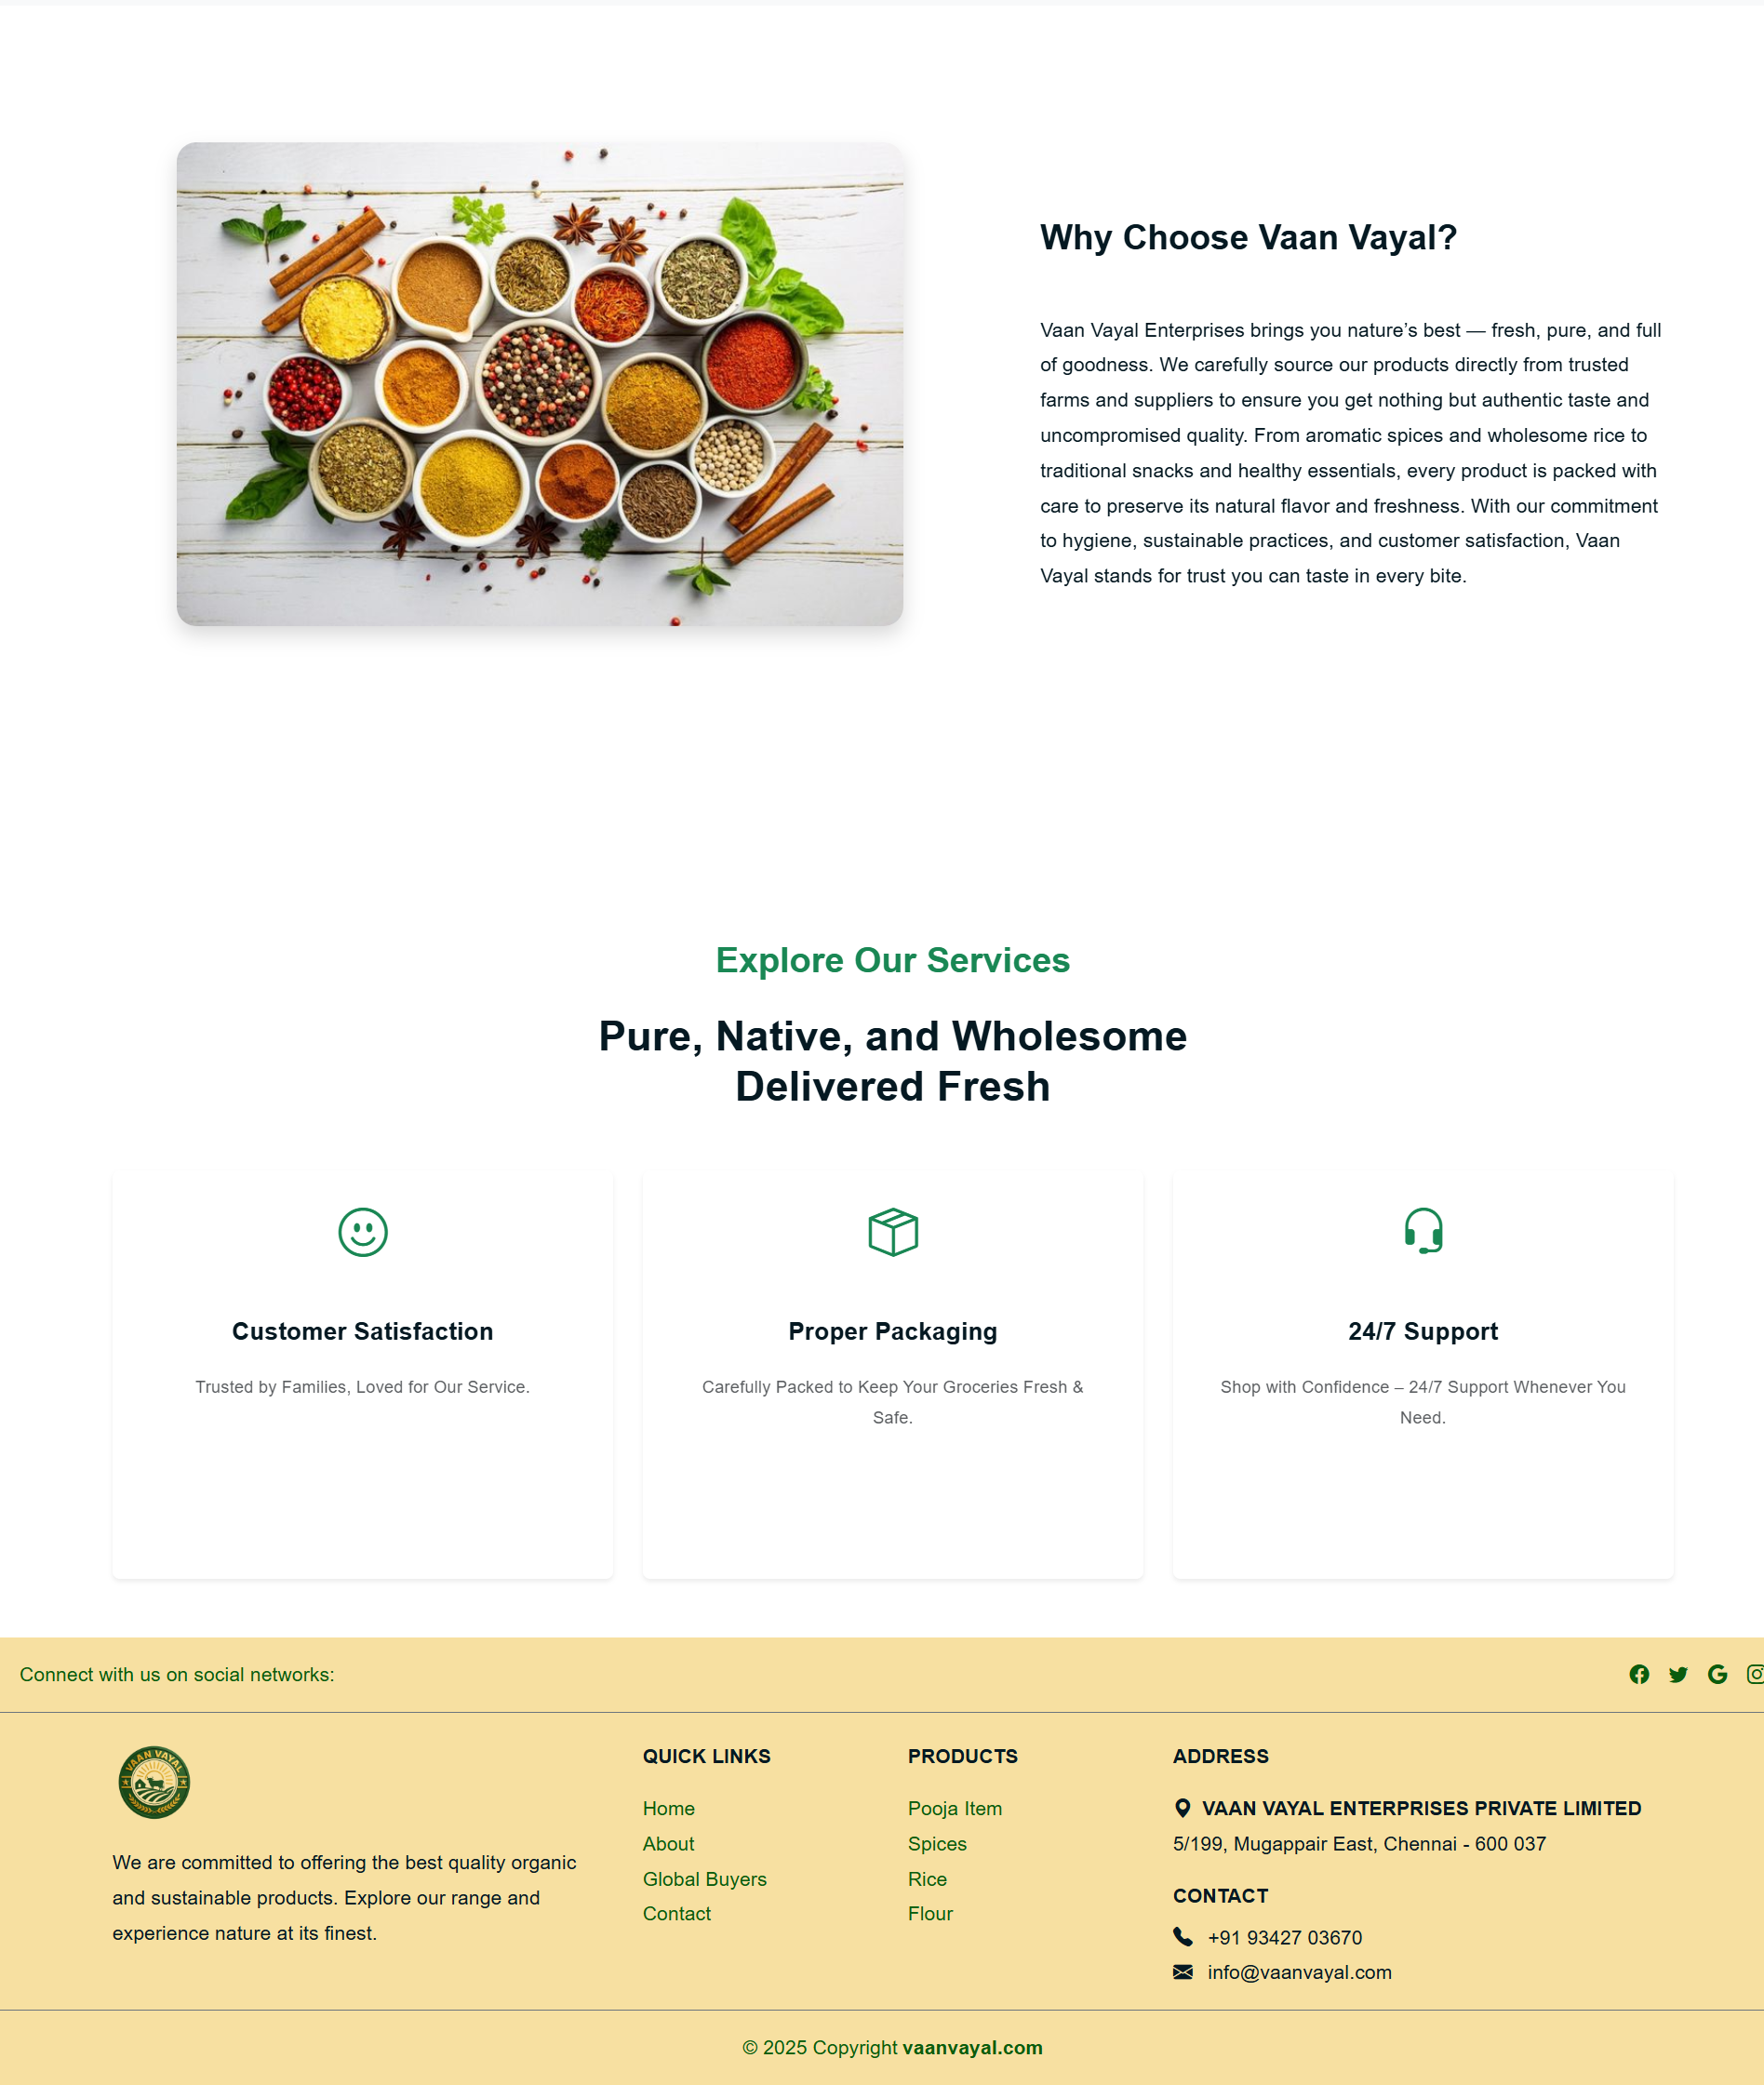 Why Choose Vaan Vayal?
Vaan Vayal Enterprises brings you nature’s best — fresh, pure, and full
of goodness. We carefully source our products directly from trusted
farms and suppliers to ensure you get nothing but authentic taste and
uncompromised quality. From aromatic spices and wholesome rice to
traditional snacks and healthy essentials, every product is packed with
care to preserve its natural flavor and freshness. With our commitment
to hygiene, sustainable practices, and customer satisfaction, Vaan
Vayal stands for trust you can taste in every bite.
Explore Our Services
Pure, Native, and Wholesome
Delivered Fresh
Customer Satisfaction
Trusted by Families, Loved for Our Service.
Proper Packaging
Carefully Packed to Keep Your Groceries Fresh &
Safe.
24/7 Support
Shop with Confidence – 24/7 Support Whenever You
Need.
Connect with us on social networks:
VAAN VAYAL
We are committed to offering the best quality organic
and sustainable products. Explore our range and
experience nature at its finest.
QUICK LINKS
Home
About
Global Buyers
Contact
PRODUCTS
Pooja Item
Spices
Rice
Flour
ADDRESS
VAAN VAYAL ENTERPRISES PRIVATE LIMITED
5/199, Mugappair East, Chennai - 600 037
CONTACT
+91 93427 03670
info@vaanvayal.com
© 2025 Copyright vaanvayal.com